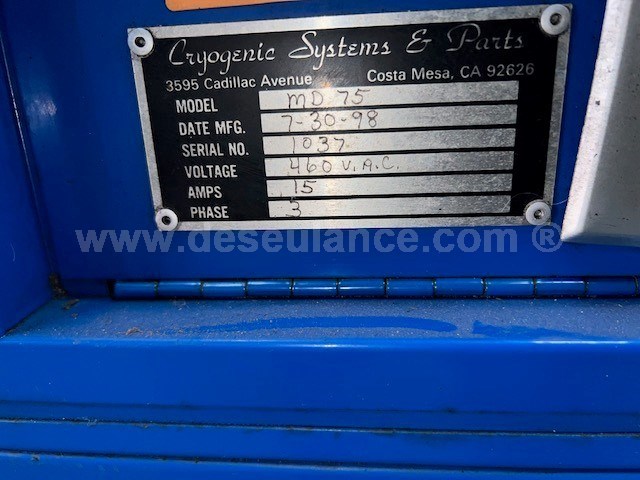 Cryogenic Systems & Parts
3595 Cadillac Avenue Costa Mesa, CA 92626
MODEL MD 75
DATE MFG. 7-30-98
SERIAL NO. 1037
VOLTAGE 460 V.A.C.
AMPS 15
PHASE 3
www.deseulance.com ®